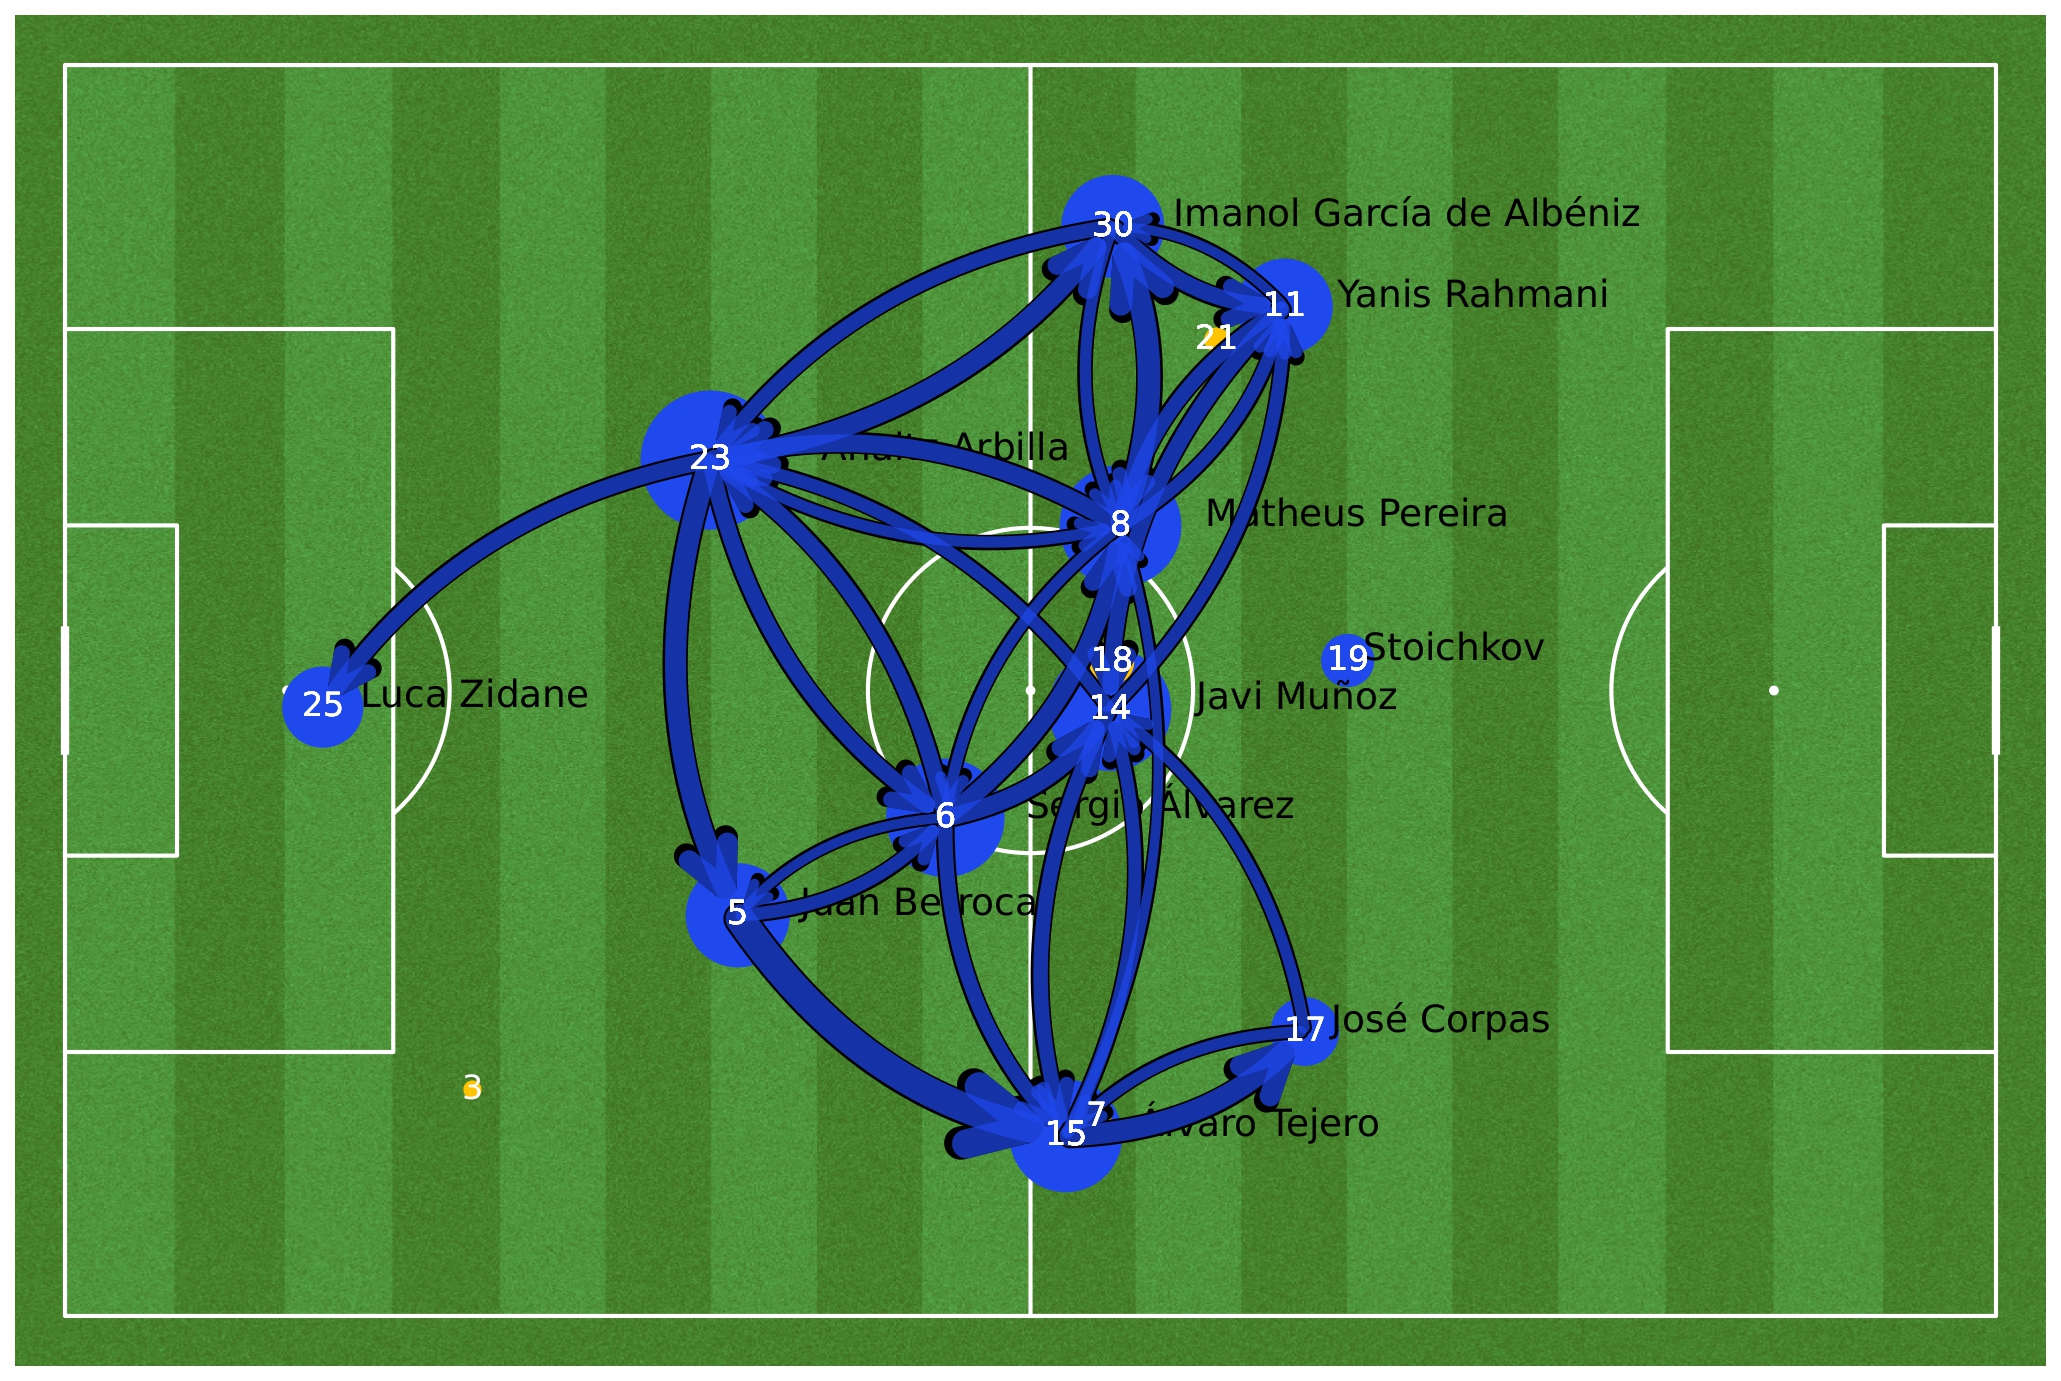 30 Imanol García de Albéniz
11 Yanis Rahmani
21
23 Anaitz Arbilla
8 Matheus Pereira
18
19 Stoichkov
25 Luca Zidane
14 Javi Muñoz
6 Sergio Álvarez
5 Juan Berrocal
17 José Corpas
3
7
15 Álvaro Tejero